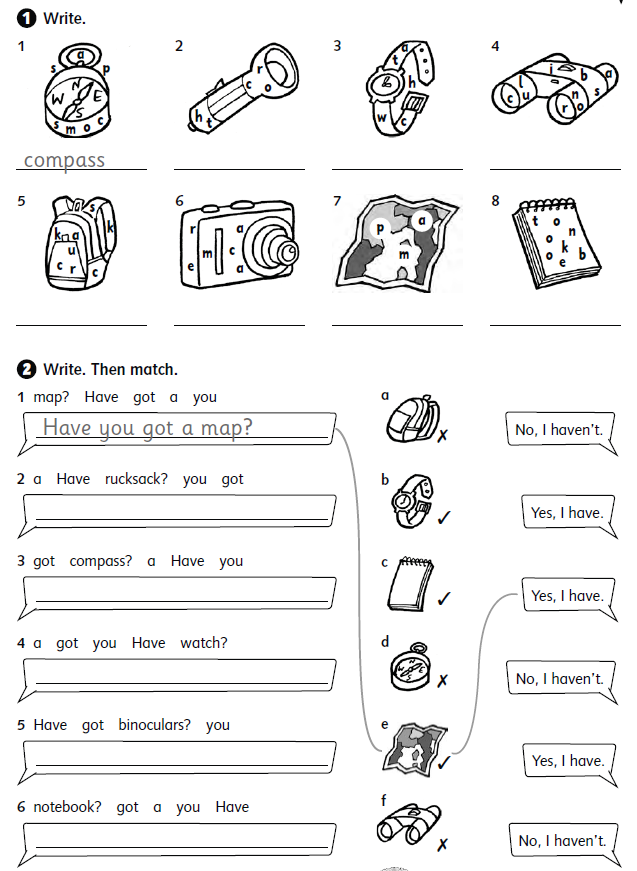 1 Write.
1 2 3 4
a s p W N E S s m o c
r c o h t
a t h w c
i b a l n s c u r o
compass
5 6 7 8
s k a k u c r c
r a m c e a
p a m
t o n o k o b e
2 Write. Then match.
1 map? Have got a you
a
Have you got a map?
No, I haven't.
2 a Have rucksack? you got
b
Yes, I have.
3 got compass? a Have you
c
Yes, I have.
4 a got you Have watch?
d
N E S W
No, I haven't.
5 Have got binoculars? you
e
Yes, I have.
6 notebook? got a you Have
f
No, I haven't.